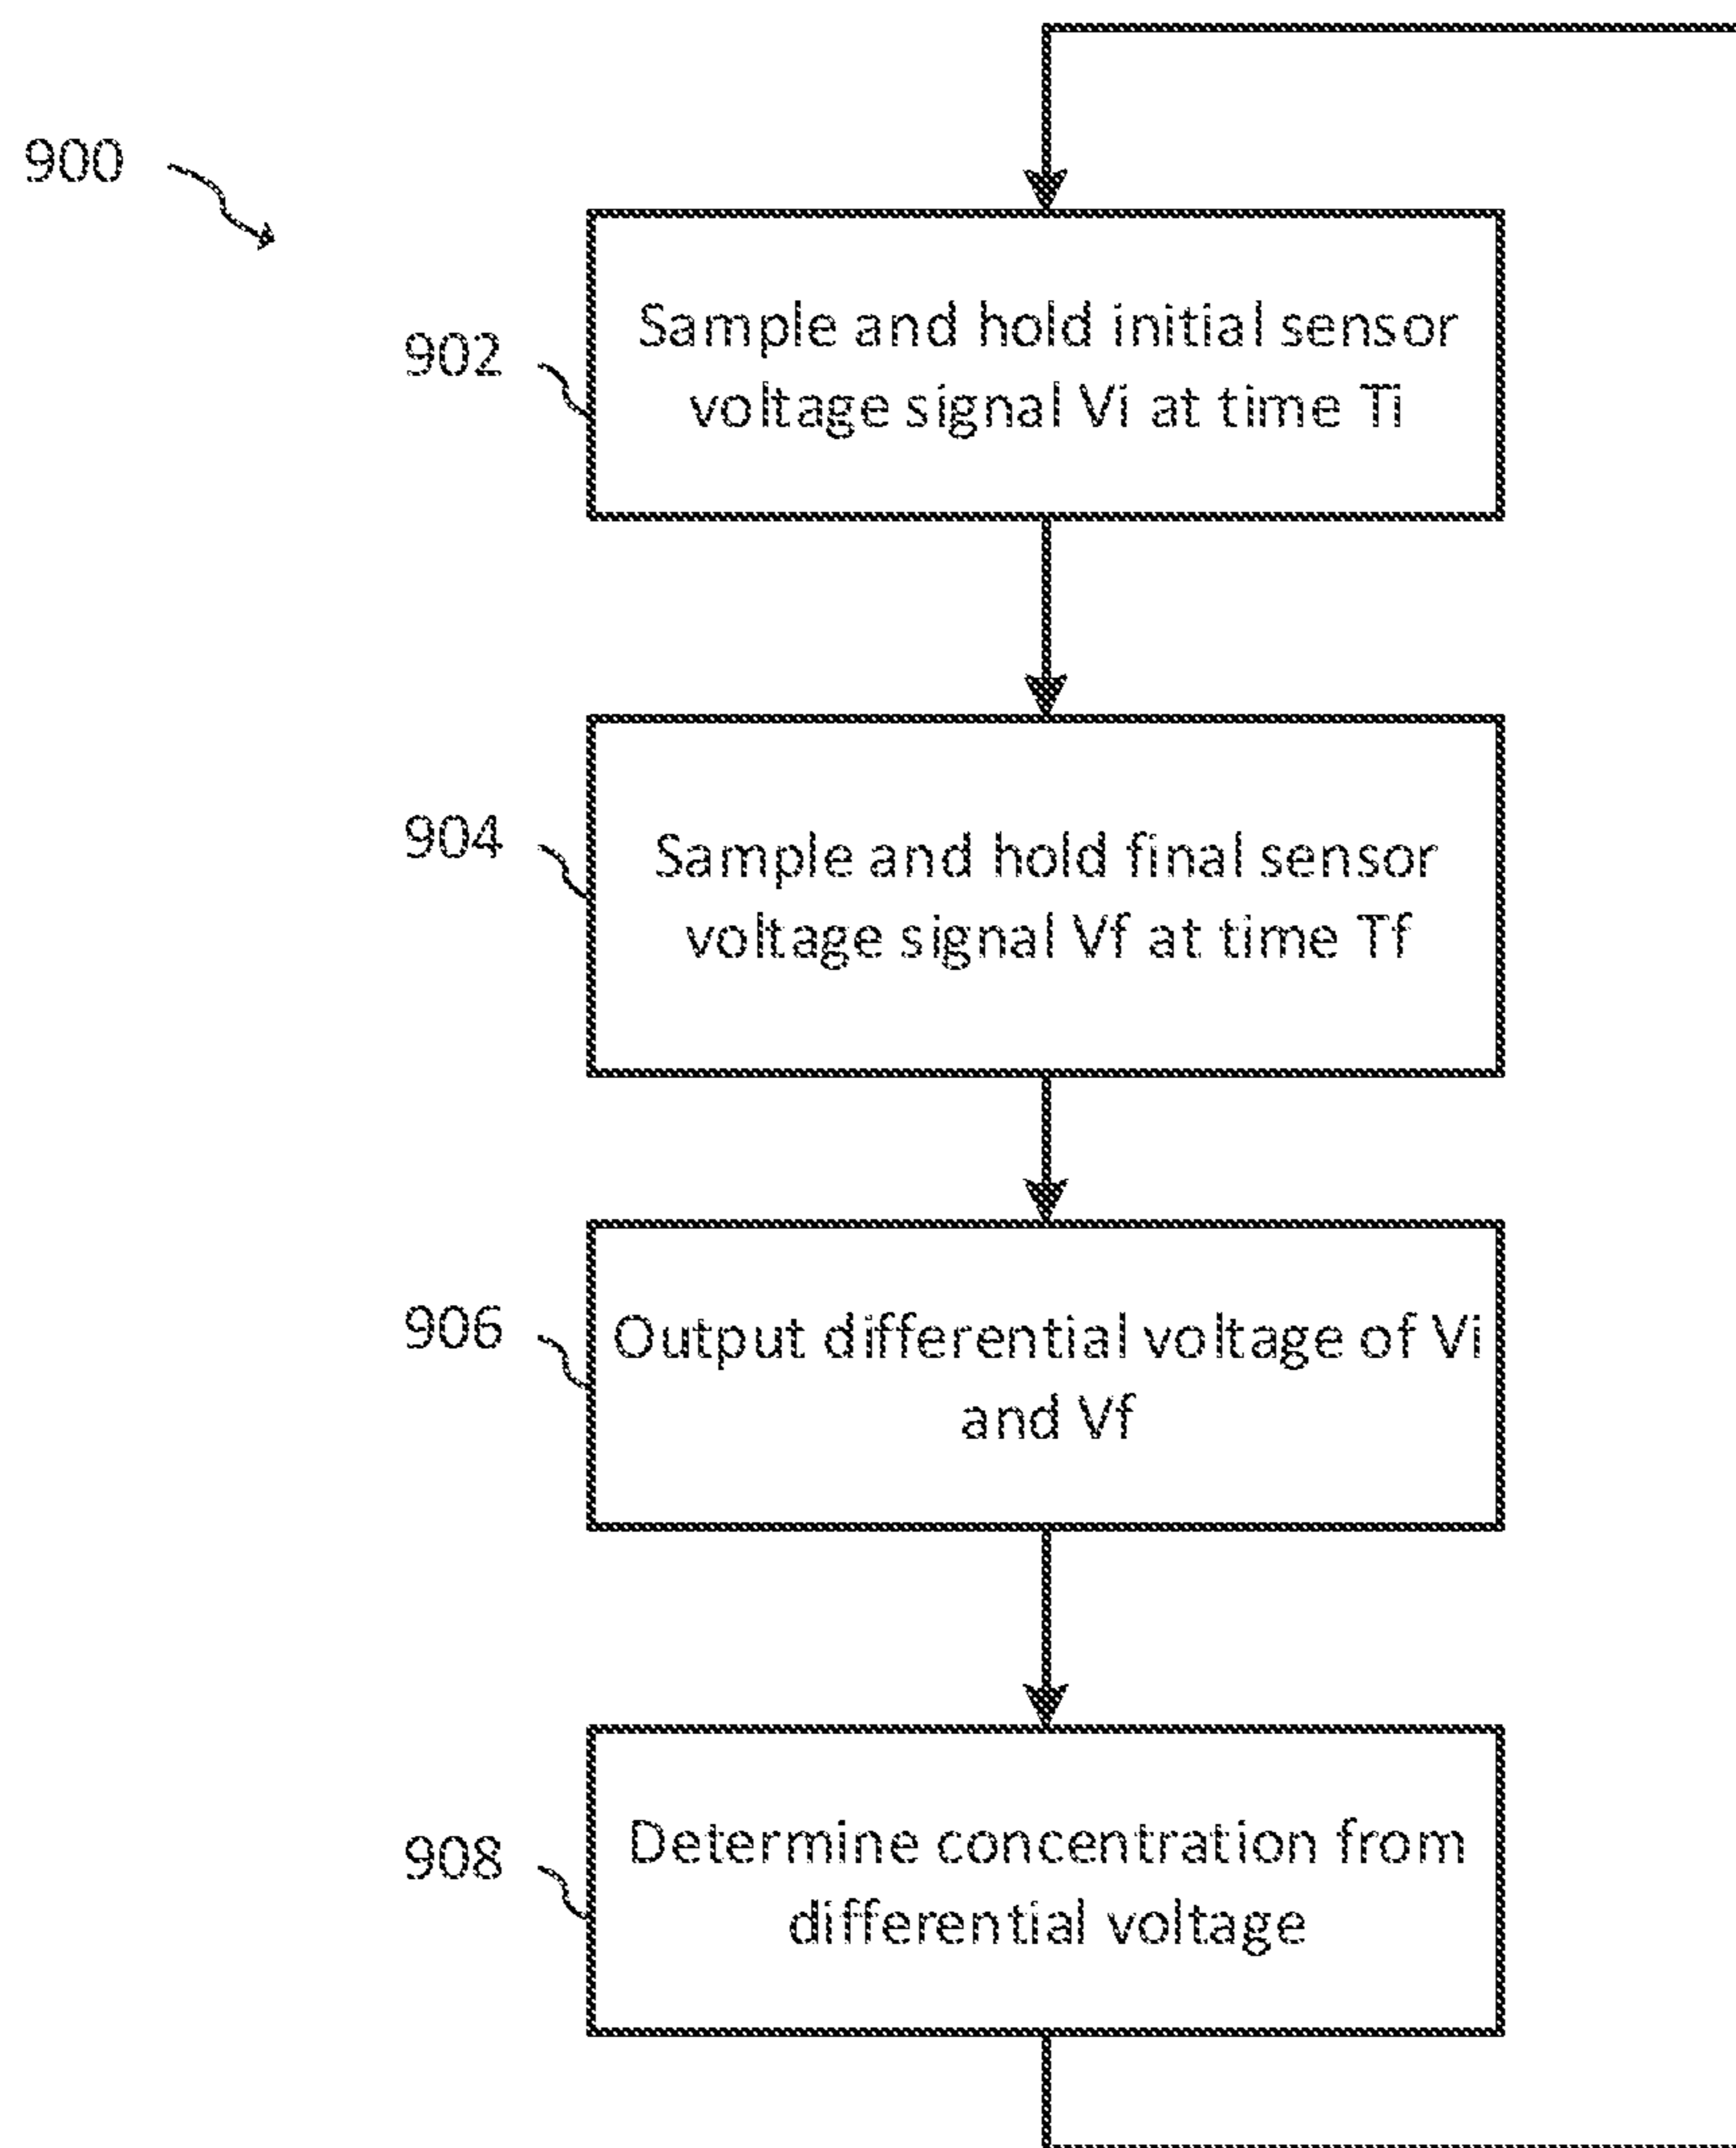 900
902
Sample and hold initial sensor
voltage signal Vi at time Ti
904
Sample and hold final sensor
voltage signal Vf at time Tf
906
Output differential voltage of Vi
and Vf
908
Determine concentration from
differential voltage